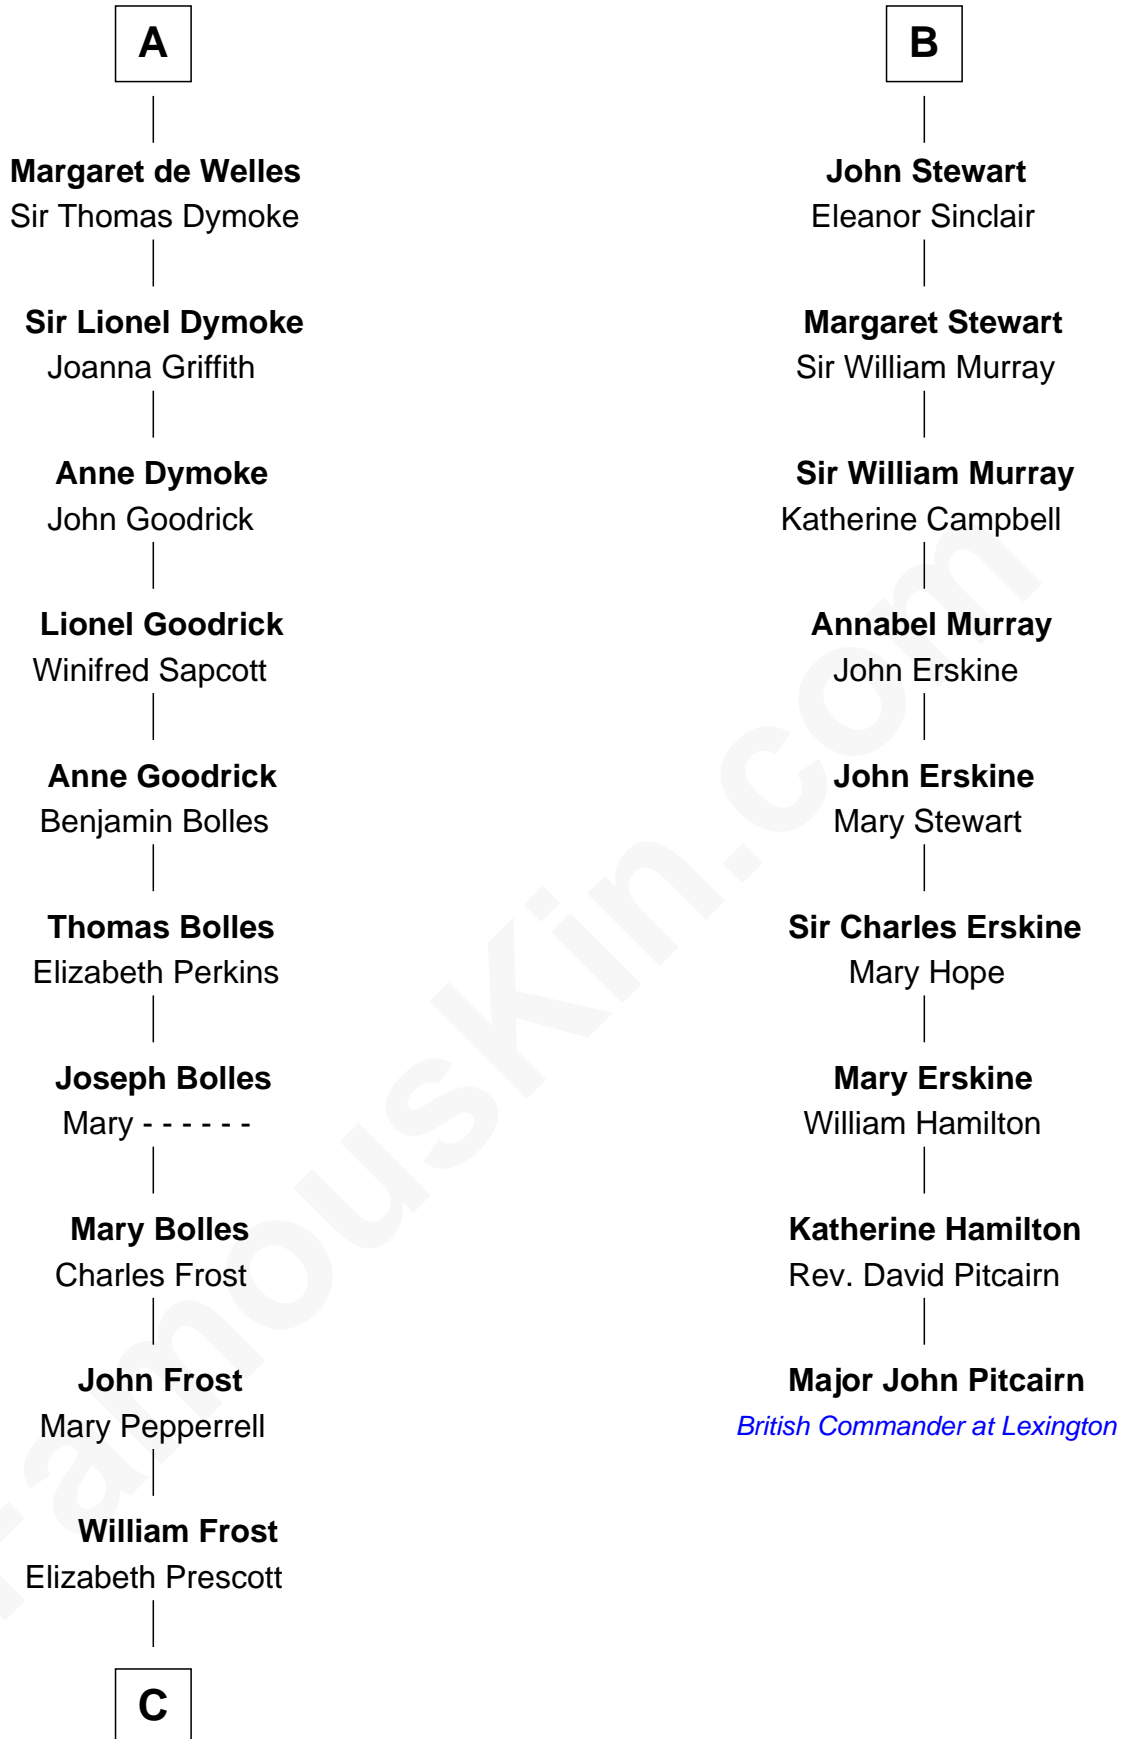 A
Margaret de Welles
Sir Thomas Dymoke
Sir Lionel Dymoke
Joanna Griffith
Anne Dymoke
John Goodrick
Lionel Goodrick
Winifred Sapcott
Anne Goodrick
Benjamin Bolles
Thomas Bolles
Elizabeth Perkins
Joseph Bolles
Mary - - - - - -
Mary Bolles
Charles Frost
John Frost
Mary Pepperrell
William Frost
Elizabeth Prescott
C
B
John Stewart
Eleanor Sinclair
Margaret Stewart
Sir William Murray
Sir William Murray
Katherine Campbell
Annabel Murray
John Erskine
John Erskine
Mary Stewart
Sir Charles Erskine
Mary Hope
Mary Erskine
William Hamilton
Katherine Hamilton
Rev. David Pitcairn
Major John Pitcairn
British Commander at Lexington
FamousKin.com